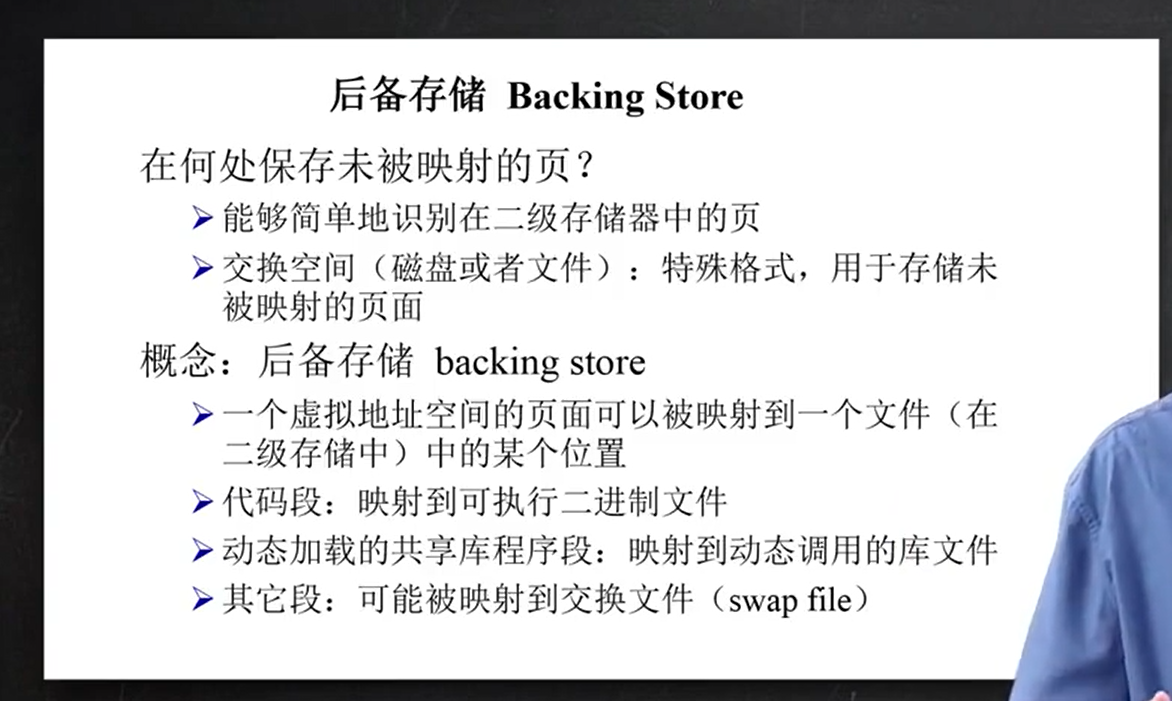 后备存储 Backing Store
在何处保存未被映射的页？
➢能够简单地识别在二级存储器中的页
➢交换空间（磁盘或者文件）：特殊格式，用于存储未
被映射的页面
概念：后备存储 backing store
➢一个虚拟地址空间的页面可以被映射到一个文件（在
二级存储中）中的某个位置
➢代码段：映射到可执行二进制文件
➢动态加载的共享库程序段：映射到动态调用的库文件
➢其它段：可能被映射到交换文件（swap file）